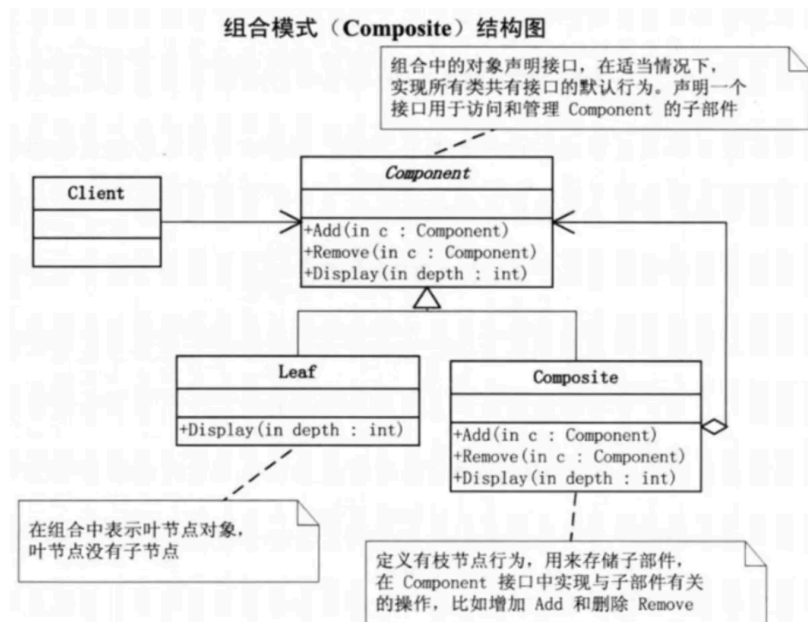 组合模式（Composite）结构图
组合中的对象声明接口，在适当情况下，
实现所有类共有接口的默认行为。声明一个
接口用于访问和管理 Component 的子部件
Component
Client
+Add(in c : Component)
+Remove(in c : Component)
+Display(in depth : int)
Leaf
+Display(in depth : int)
Composite
+Add(in c : Component)
+Remove(in c : Component)
+Display(in depth : int)
在组合中表示叶节点对象，
叶节点没有子节点
定义有枝节点行为，用来存储子部件，
在 Component 接口中实现与子部件有关
的操作，比如增加 Add 和删除 Remove